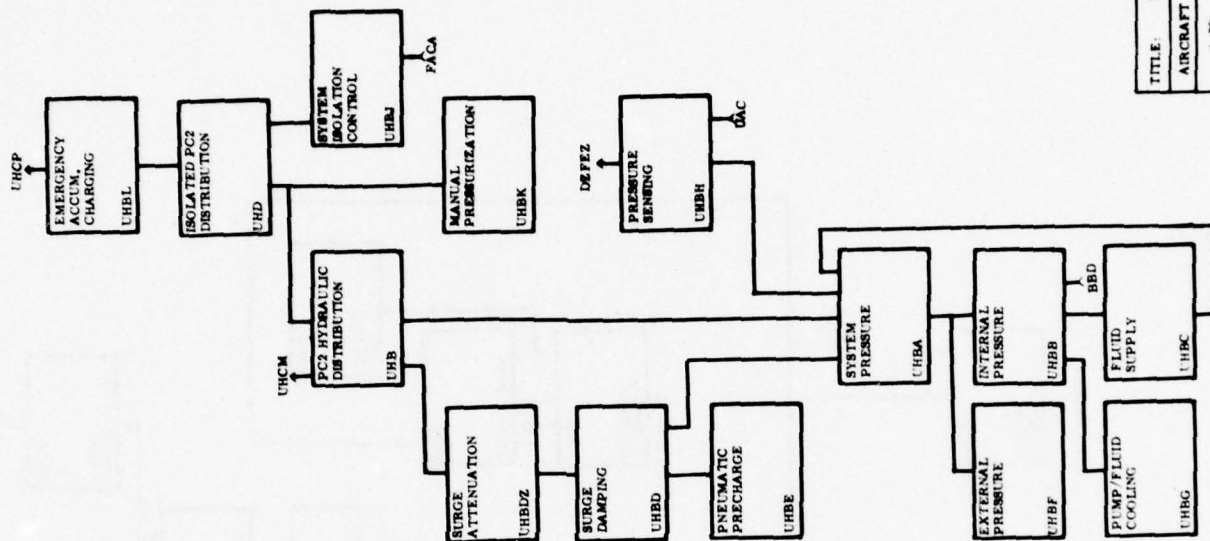 UHCP
EMERGENCY
ACCUM.
CHARGING
UHBL
ISOLATED PC2
DISTRIBUTION
UHD
SYSTEM
ISOLATION
CONTROL
UHBJ
FACA
MANUAL
PRESSURIZATION
UHBK
UHCM
PC2 HYDRAULIC
DISTRIBUTION
UHB
DEFEZ
PRESSURE
SENSING
UHBH
DAC
SURGE
ATTENUATION
UHBDZ
SURGE
DAMPING
UHBD
PNEUMATIC
PRECHARGE
UHBE
SYSTEM
PRESSURE
UHBA
EXTERNAL
PRESSURE
UHBF
INTERNAL
PRESSURE
UHBB
BBD
PUMP/FLUID
COOLING
UHBG
FLUID
SUPPLY
UHBC
TITLE:
AIRCRAFT